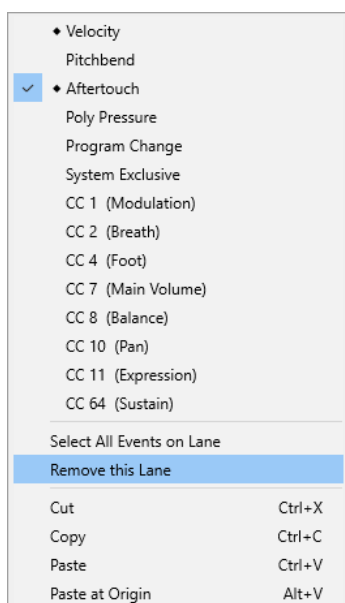 ◆ Velocity
Pitchbend
✓ ◆ Aftertouch
Poly Pressure
Program Change
System Exclusive
CC 1 (Modulation)
CC 2 (Breath)
CC 4 (Foot)
CC 7 (Main Volume)
CC 8 (Balance)
CC 10 (Pan)
CC 11 (Expression)
CC 64 (Sustain)
Select All Events on Lane
Remove this Lane
Cut Ctrl+X
Copy Ctrl+C
Paste Ctrl+V
Paste at Origin Alt+V